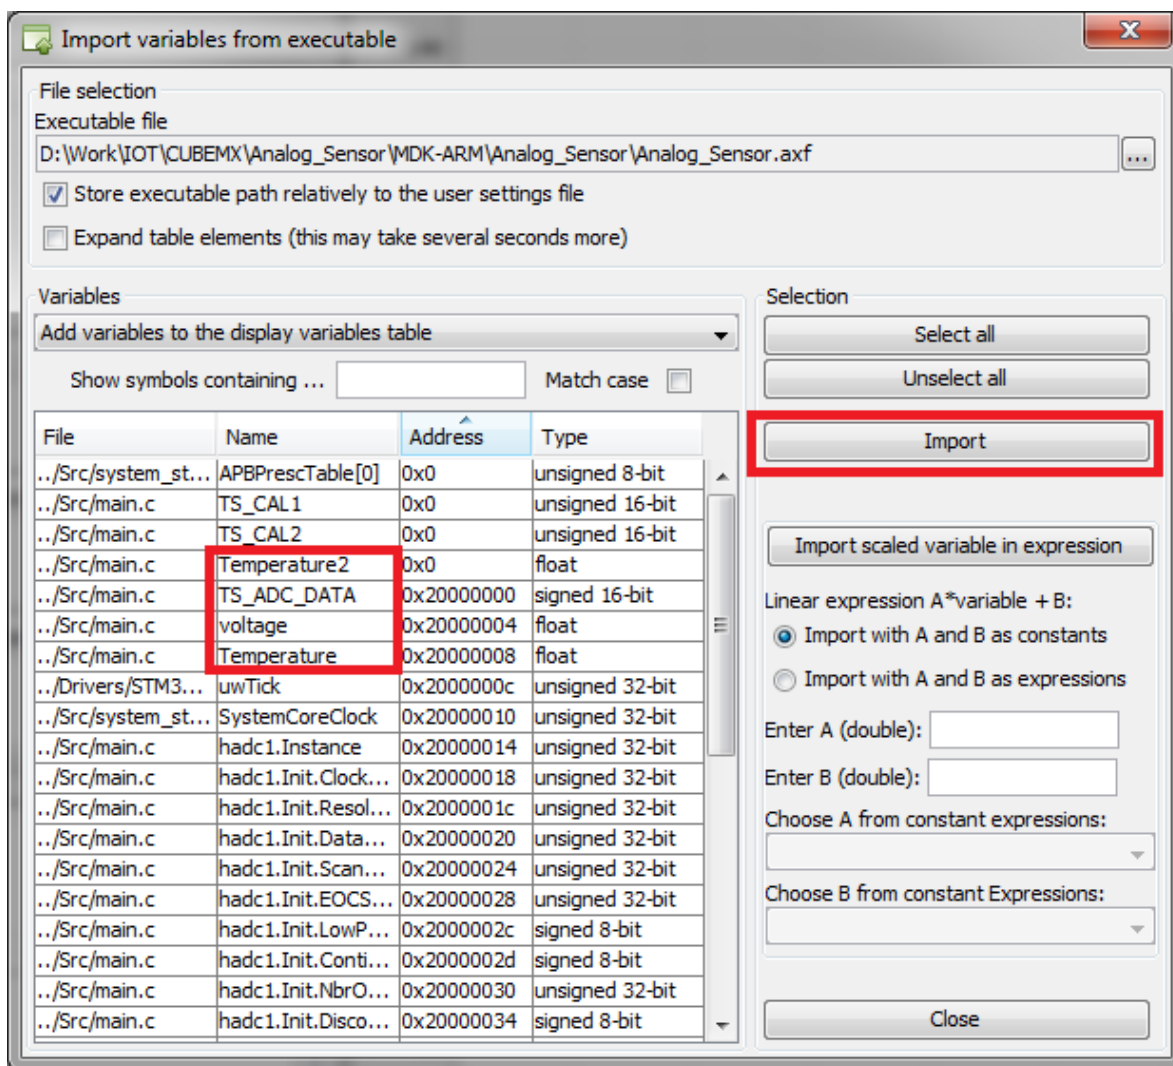 Import variables from executable
File selection
Executable file
D:\Work\IOT\CUBEMX\Analog_Sensor\MDK-ARM\Analog_Sensor\Analog_Sensor.axf
...
Store executable path relatively to the user settings file
Expand table elements (this may take several seconds more)
Variables
Add variables to the display variables table
Show symbols containing ... Match case
File Name Address Type
../Src/system_st... APBPrescTable[0] 0x0 unsigned 8-bit
../Src/main.c TS_CAL1 0x0 unsigned 16-bit
../Src/main.c TS_CAL2 0x0 unsigned 16-bit
../Src/main.c Temperature2 0x0 float
../Src/main.c TS_ADC_DATA 0x20000000 signed 16-bit
../Src/main.c voltage 0x20000004 float
../Src/main.c Temperature 0x20000008 float
../Drivers/STM3... uwTick 0x2000000c unsigned 32-bit
../Src/system_st... SystemCoreClock 0x20000010 unsigned 32-bit
../Src/main.c hadc1.Instance 0x20000014 unsigned 32-bit
../Src/main.c hadc1.Init.Clock... 0x20000018 unsigned 32-bit
../Src/main.c hadc1.Init.Resol... 0x2000001c unsigned 32-bit
../Src/main.c hadc1.Init.Data... 0x20000020 unsigned 32-bit
../Src/main.c hadc1.Init.Scan... 0x20000024 unsigned 32-bit
../Src/main.c hadc1.Init.EOCS... 0x20000028 unsigned 32-bit
../Src/main.c hadc1.Init.LowP... 0x2000002c signed 8-bit
../Src/main.c hadc1.Init.Conti... 0x2000002d signed 8-bit
../Src/main.c hadc1.Init.NbrO... 0x20000030 unsigned 32-bit
../Src/main.c hadc1.Init.Disco... 0x20000034 signed 8-bit
Selection
Select all
Unselect all
Import
Import scaled variable in expression
Linear expression A*variable + B:
Import with A and B as constants
Import with A and B as expressions
Enter A (double):
Enter B (double):
Choose A from constant expressions:
Choose B from constant Expressions:
Close